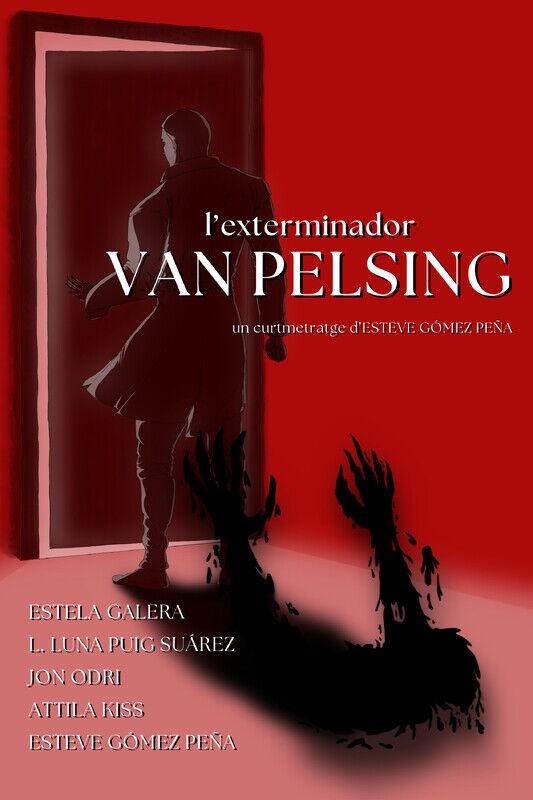 l'exterminador
VAN PELSING
un curtmetratge d'ESTEVE GÓMEZ PEÑA
ESTELA GALERA
L. LUNA PUIG SUÁREZ
JON ODRI
ATTILA KISS
ESTEVE GÓMEZ PEÑA